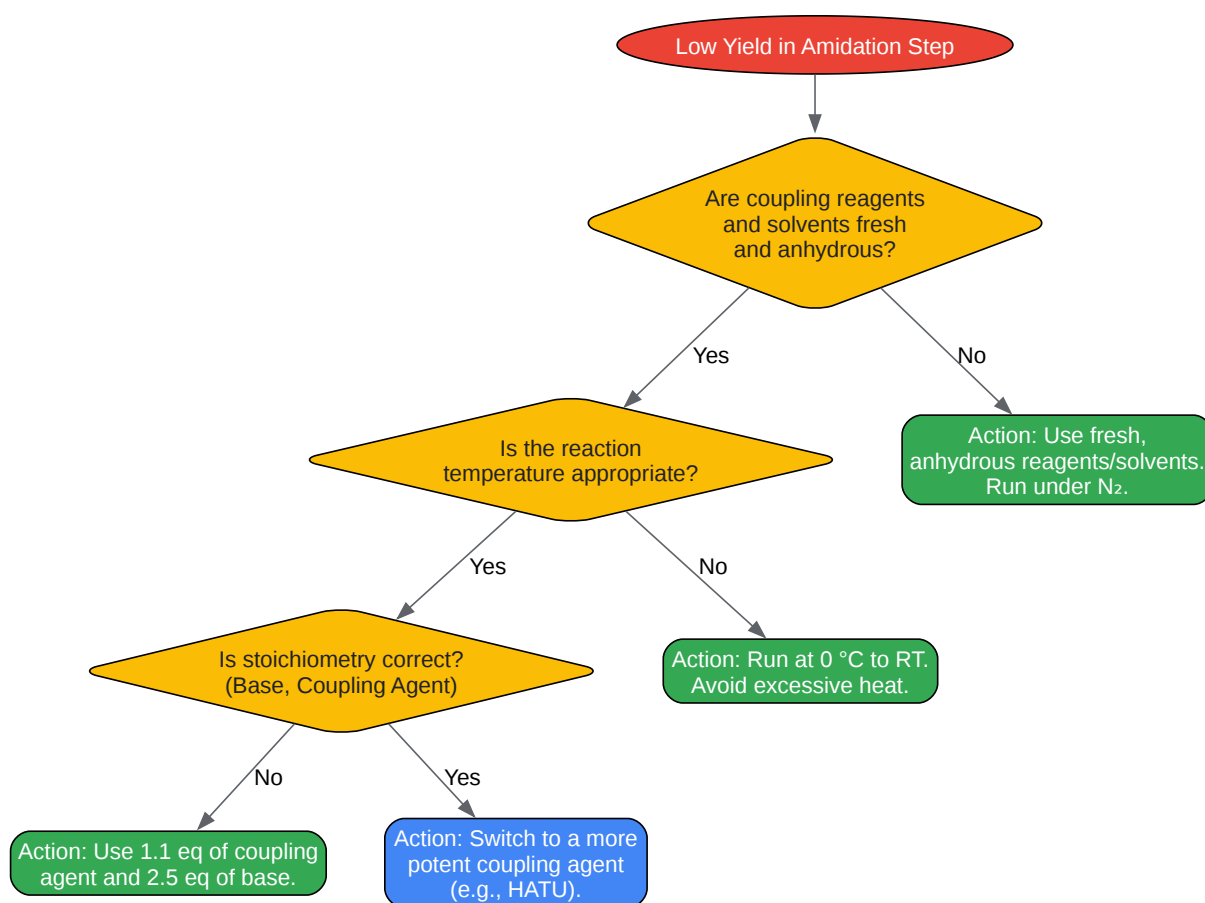 Low Yield in Amidation Step
Are coupling reagents
and solvents fresh
and anhydrous?
Yes
No
Is the reaction
temperature appropriate?
Action: Use fresh,
anhydrous reagents/solvents.
Run under N₂.
Yes
No
Is stoichiometry correct?
(Base, Coupling Agent)
Action: Run at 0 °C to RT.
Avoid excessive heat.
No
Yes
Action: Use 1.1 eq of coupling
agent and 2.5 eq of base.
Action: Switch to a more
potent coupling agent
(e.g., HATU).